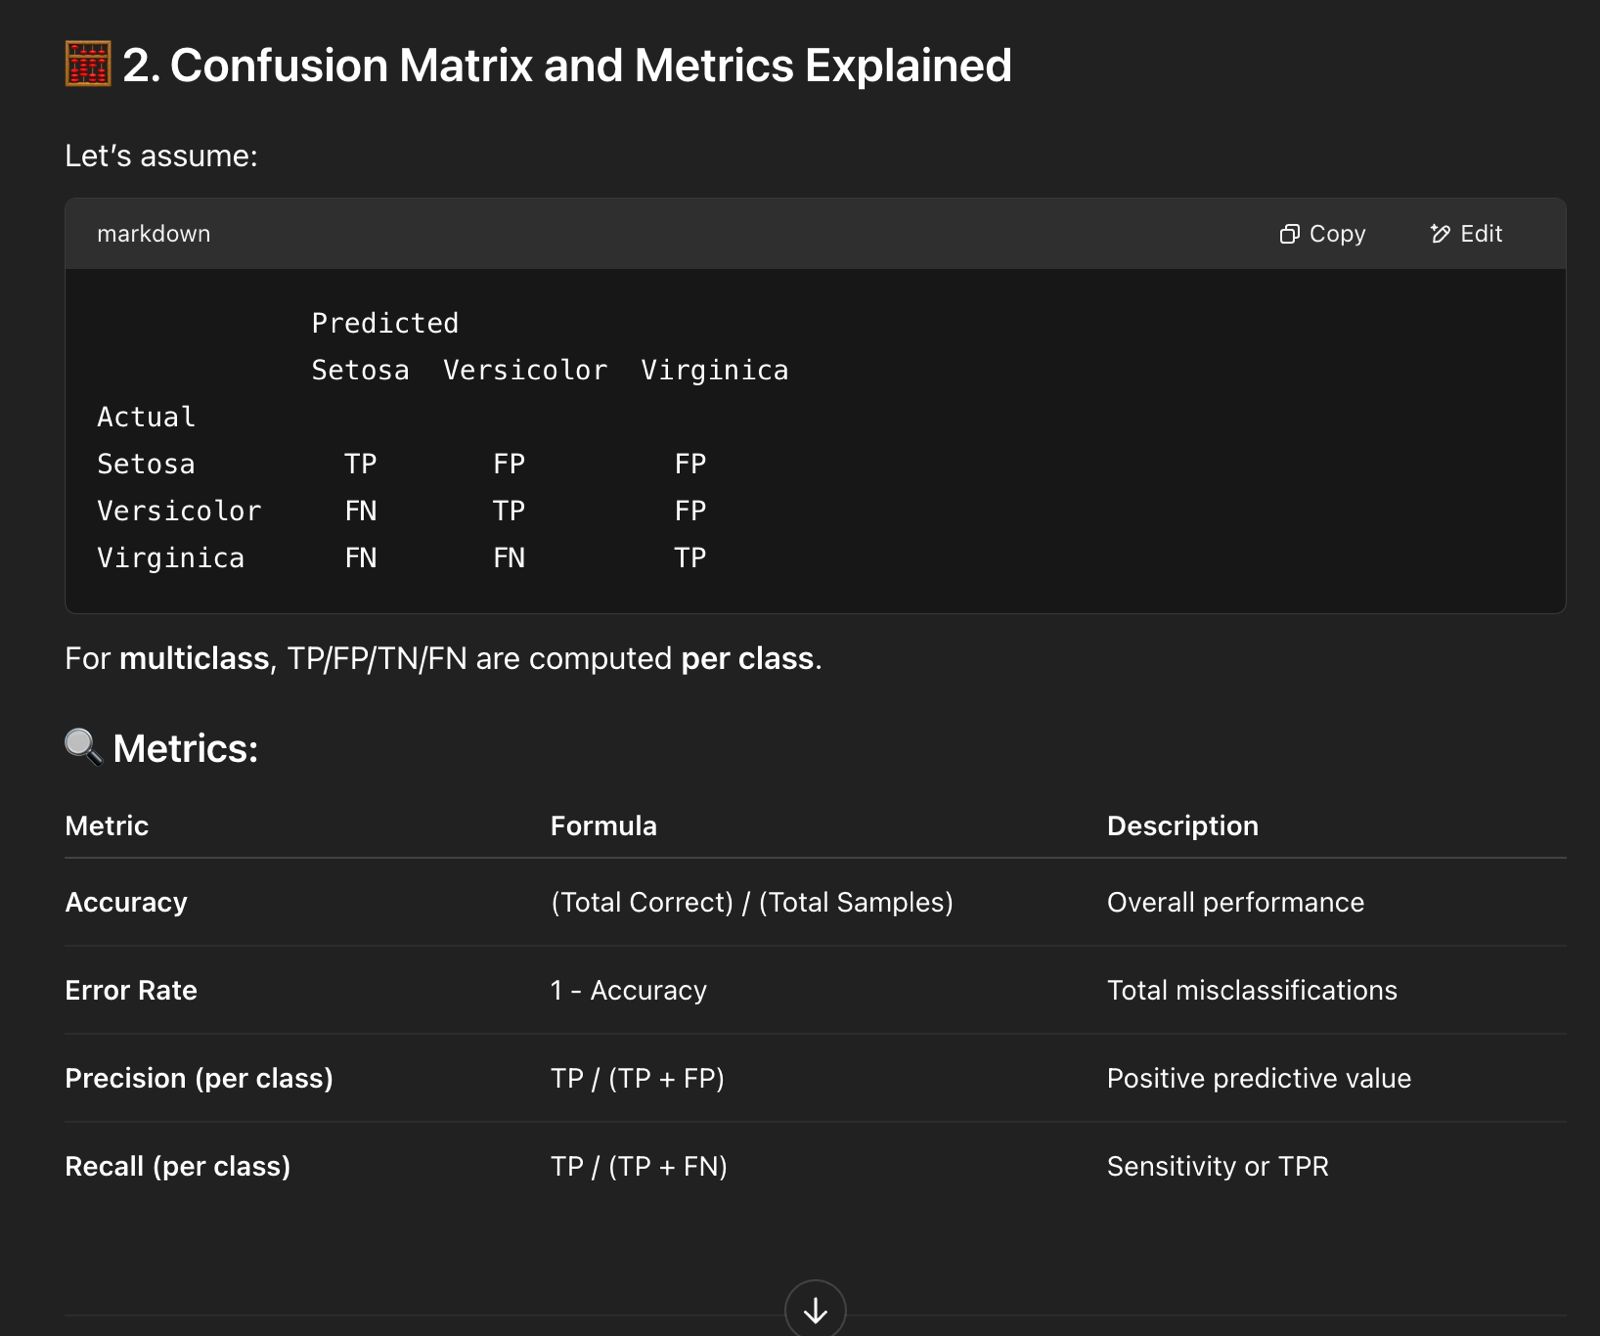 🧮 2. Confusion Matrix and Metrics Explained
Let’s assume:
markdown
Copy Edit
Predicted
Setosa Versicolor Virginica
Actual
Setosa TP FP FP
Versicolor FN TP FP
Virginica FN FN TP
For multiclass, TP/FP/TN/FN are computed per class.
🔍 Metrics:
Metric Formula Description
Accuracy (Total Correct) / (Total Samples) Overall performance
Error Rate 1 - Accuracy Total misclassifications
Precision (per class) TP / (TP + FP) Positive predictive value
Recall (per class) TP / (TP + FN) Sensitivity or TPR